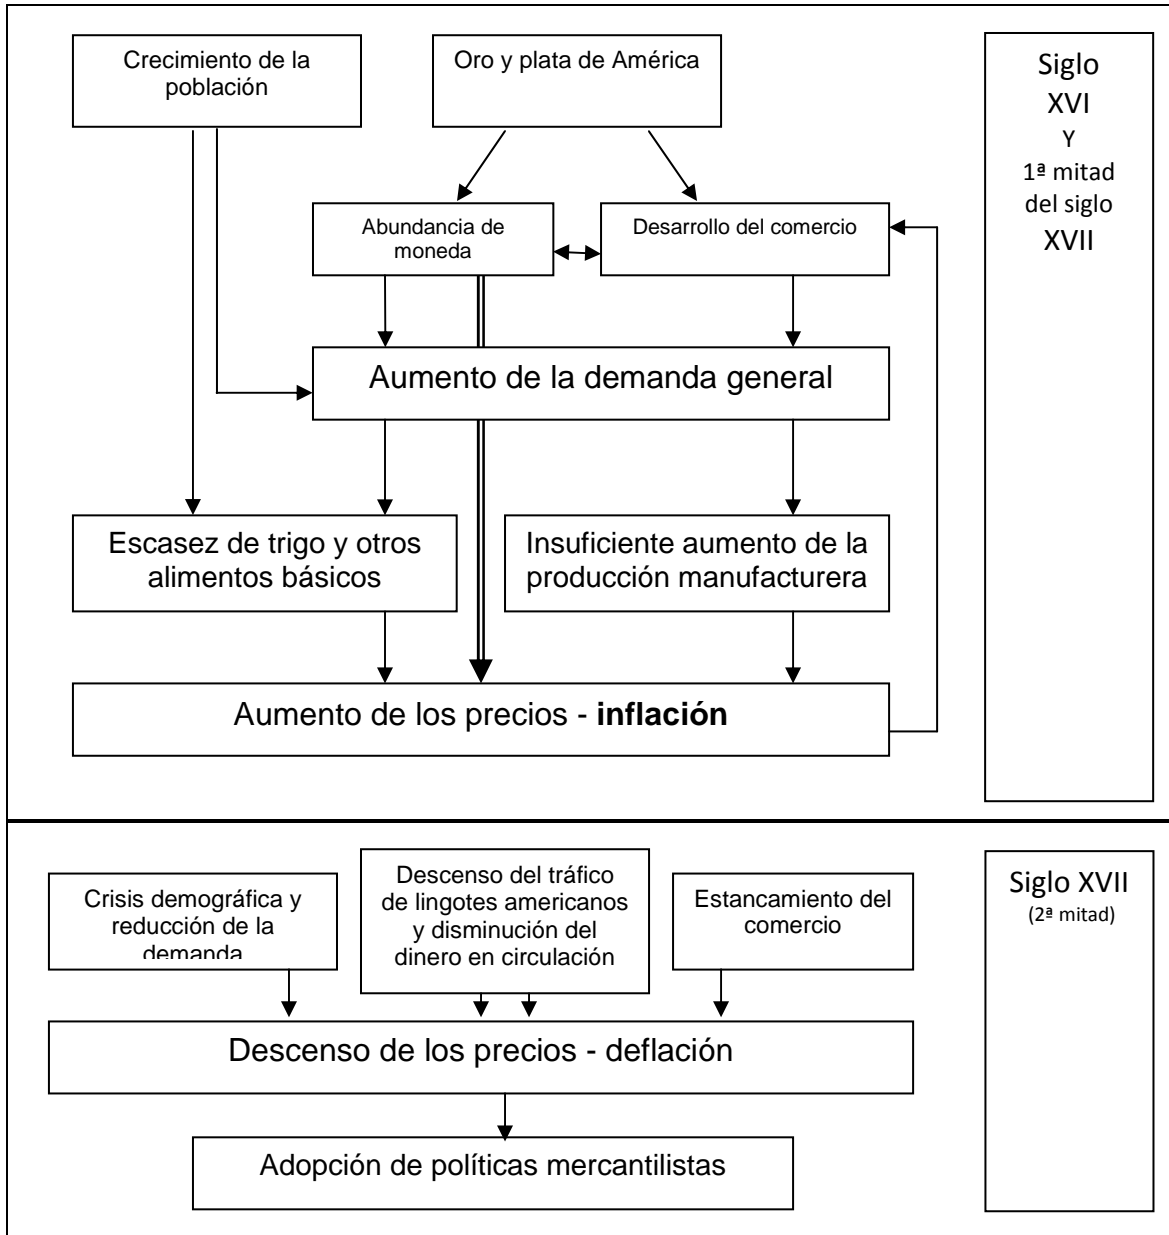 Crecimiento de la
población
Oro y plata de América
Siglo
XVI
Y
1ª mitad
del siglo
XVII
Abundancia de
moneda
Desarrollo del comercio
Aumento de la demanda general
Escasez de trigo y otros
alimentos básicos
Insuficiente aumento de la
producción manufacturera
Aumento de los precios - inflación
Crisis demográfica y
reducción de la
demanda
Descenso del tráfico
de lingotes americanos
y disminución del
dinero en circulación
Estancamiento del
comercio
Siglo XVII
(2ª mitad)
Descenso de los precios - deflación
Adopción de políticas mercantilistas